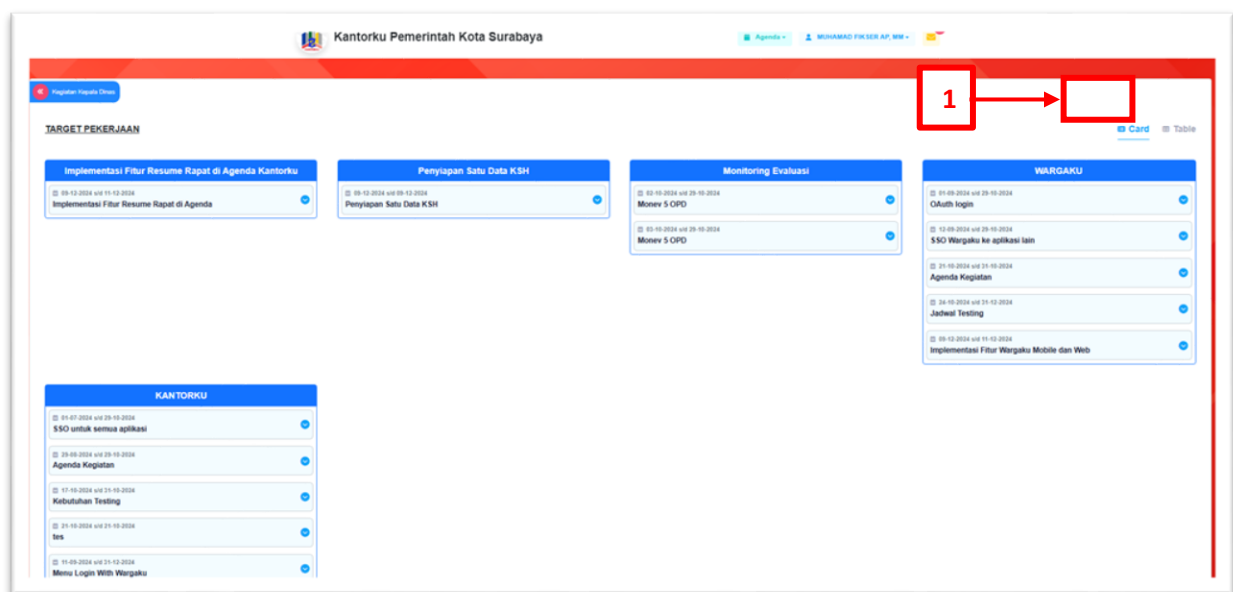 Kantorku Pemerintah Kota Surabaya
Agenda
MUHAMAD FIKSER AP, MM
Kegiatan Kepala Dinas
1
TARGET PEKERJAAN
Card
Table
Implementasi Fitur Resume Rapat di Agenda Kantorku
09-12-2024 s/d 11-12-2024
Implementasi Fitur Resume Rapat di Agenda
Penyiapan Satu Data KSH
09-12-2024 s/d 09-12-2024
Penyiapan Satu Data KSH
Monitoring Evaluasi
02-10-2024 s/d 29-10-2024
Monev 5 OPD
03-10-2024 s/d 29-10-2024
Monev 5 OPD
WARGAKU
01-09-2024 s/d 29-10-2024
OAuth login
12-09-2024 s/d 29-10-2024
SSO Wargaku ke aplikasi lain
21-10-2024 s/d 31-10-2024
Agenda Kegiatan
24-10-2024 s/d 31-12-2024
Jadwal Testing
09-12-2024 s/d 11-12-2024
Implementasi Fitur Wargaku Mobile dan Web
KANTORKU
01-07-2024 s/d 29-10-2024
SSO untuk semua aplikasi
29-08-2024 s/d 29-10-2024
Agenda Kegiatan
17-10-2024 s/d 31-10-2024
Kebutuhan Testing
21-10-2024 s/d 21-10-2024
tes
11-09-2024 s/d 31-12-2024
Menu Login With Wargaku